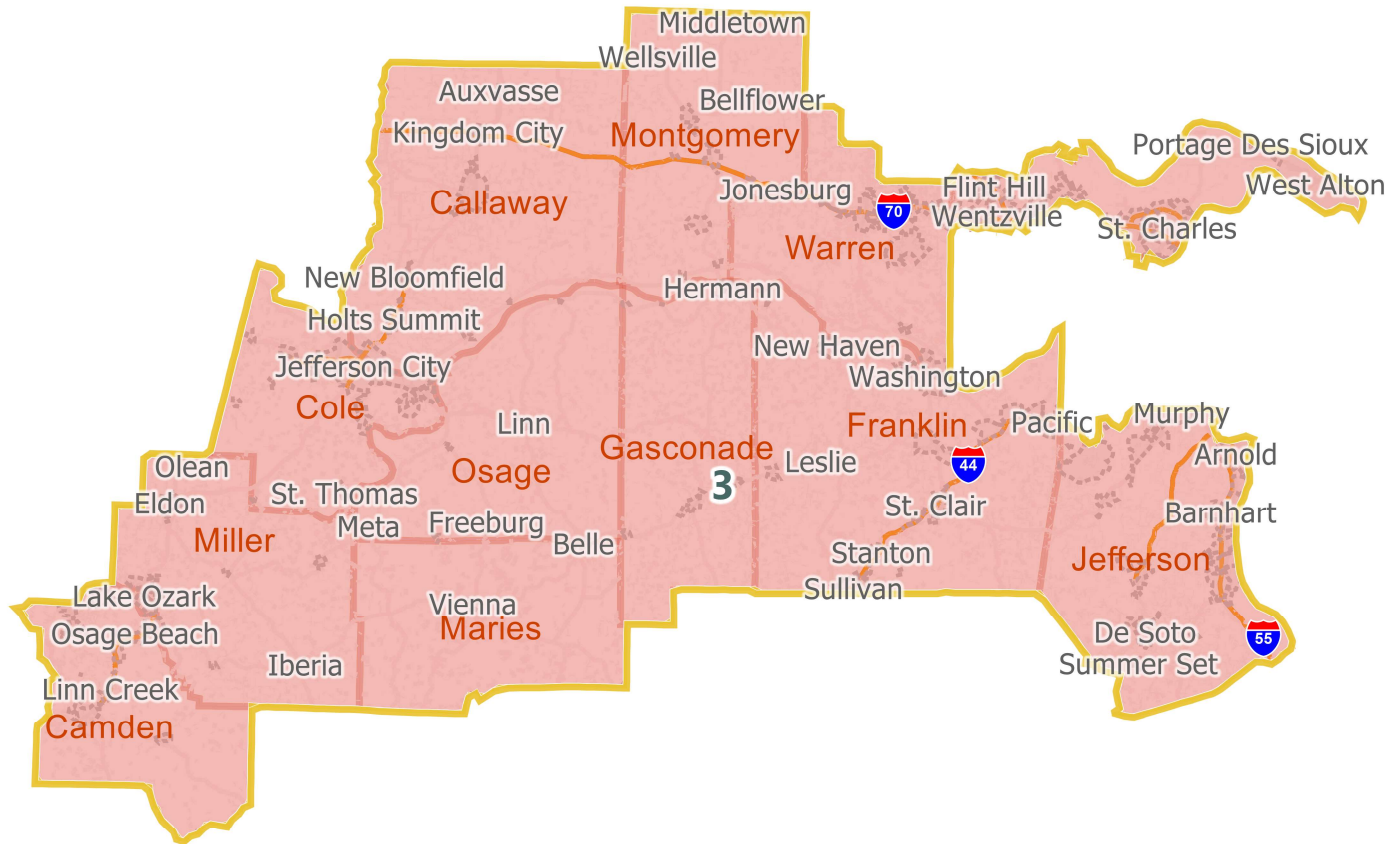 Middletown
Wellsville
Auxvasse
Bellflower
Kingdom City
Montgomery
Portage Des Sioux
Jonesburg
Flint Hill
West Alton
Callaway
70
Wentzville
St. Charles
Warren
New Bloomfield
Hermann
Holts Summit
New Haven
Jefferson City
Washington
Cole
Linn
Franklin
Pacific
Murphy
Gasconade
Arnold
Olean
Osage
Leslie
44
3
Eldon
St. Thomas
St. Clair
Barnhart
Meta
Freeburg
Miller
Belle
Stanton
Jefferson
Sullivan
Lake Ozark
Vienna
Osage Beach
Maries
De Soto
55
Iberia
Summer Set
Linn Creek
Camden